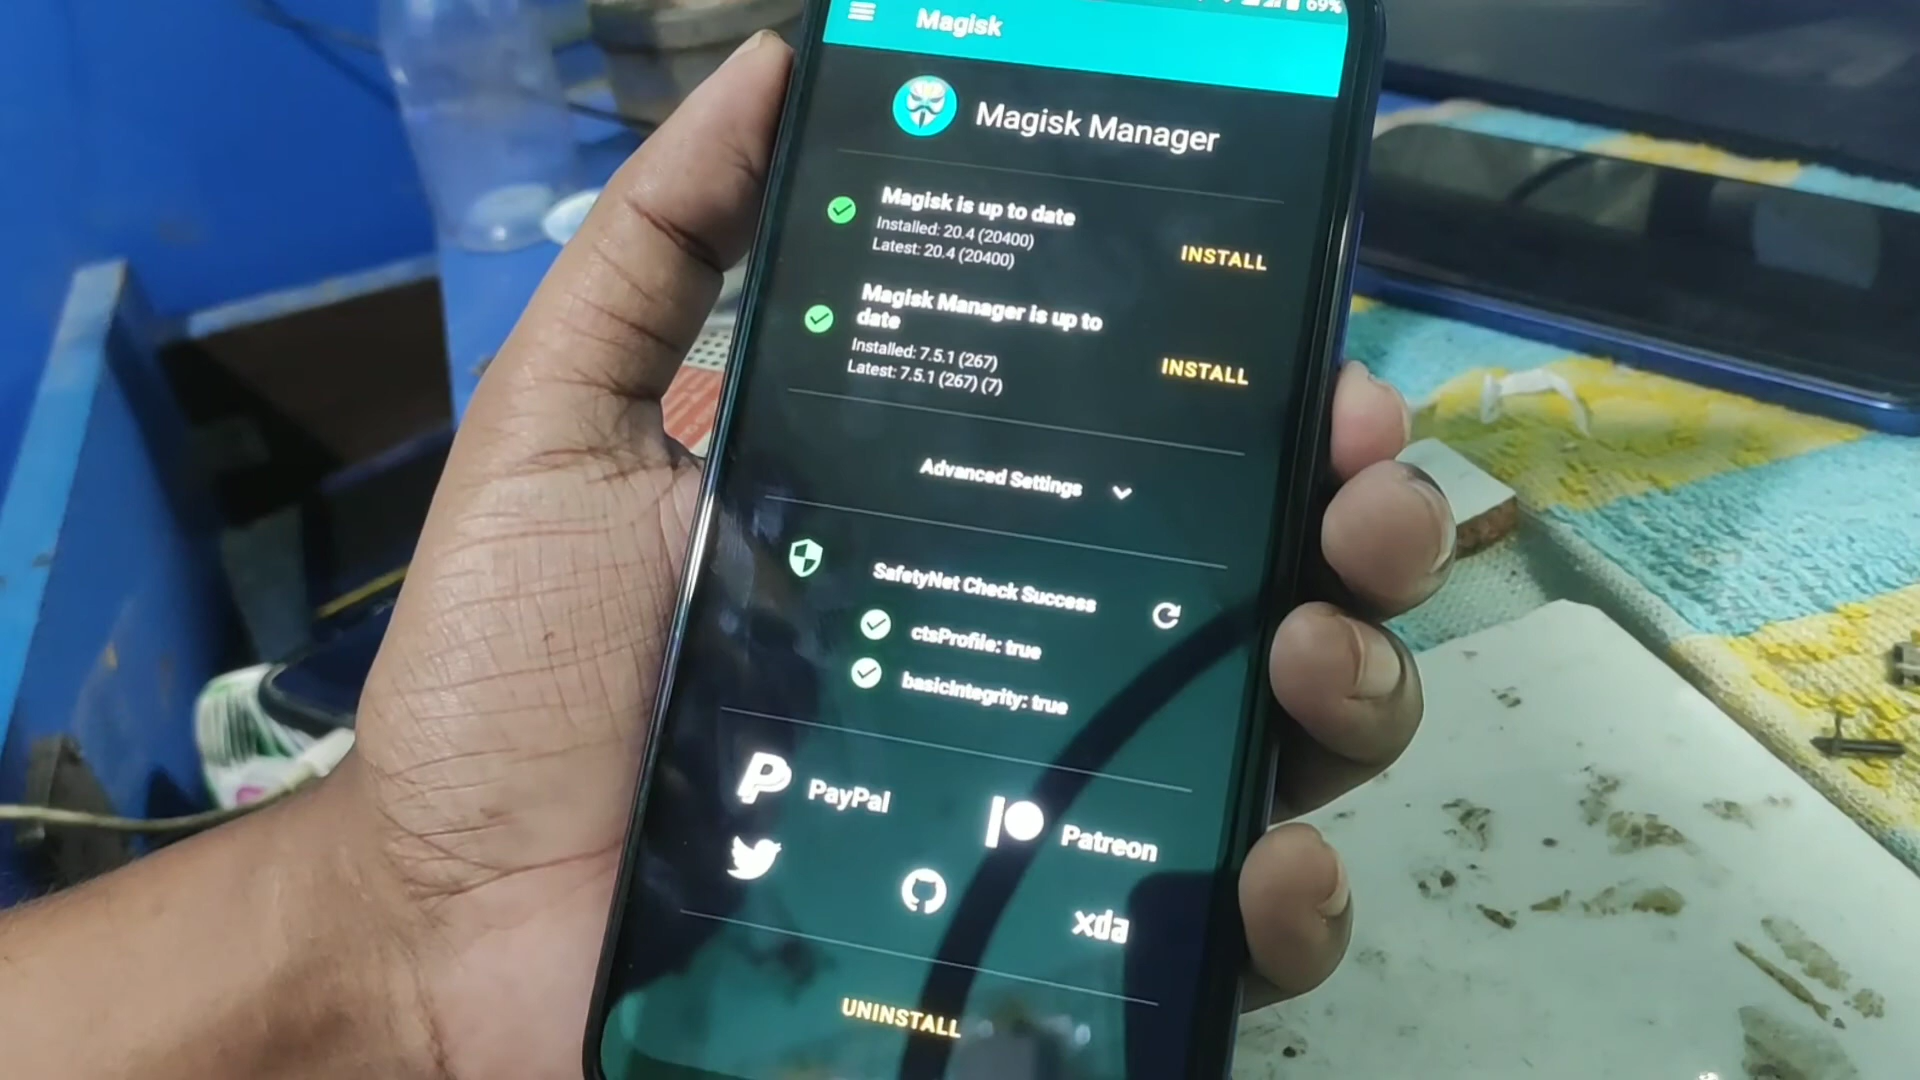 69%
Magisk
Magisk Manager
Magisk is up to date
Installed: 20.4 (20400)
Latest: 20.4 (20400)
INSTALL
Magisk Manager is up to
date
Installed: 7.5.1 (267)
Latest: 7.5.1 (267) (7)
INSTALL
Advanced Settings
SafetyNet Check Success
ctsProfile: true
basicIntegrity: true
PayPal
Patreon
xda
UNINSTALL